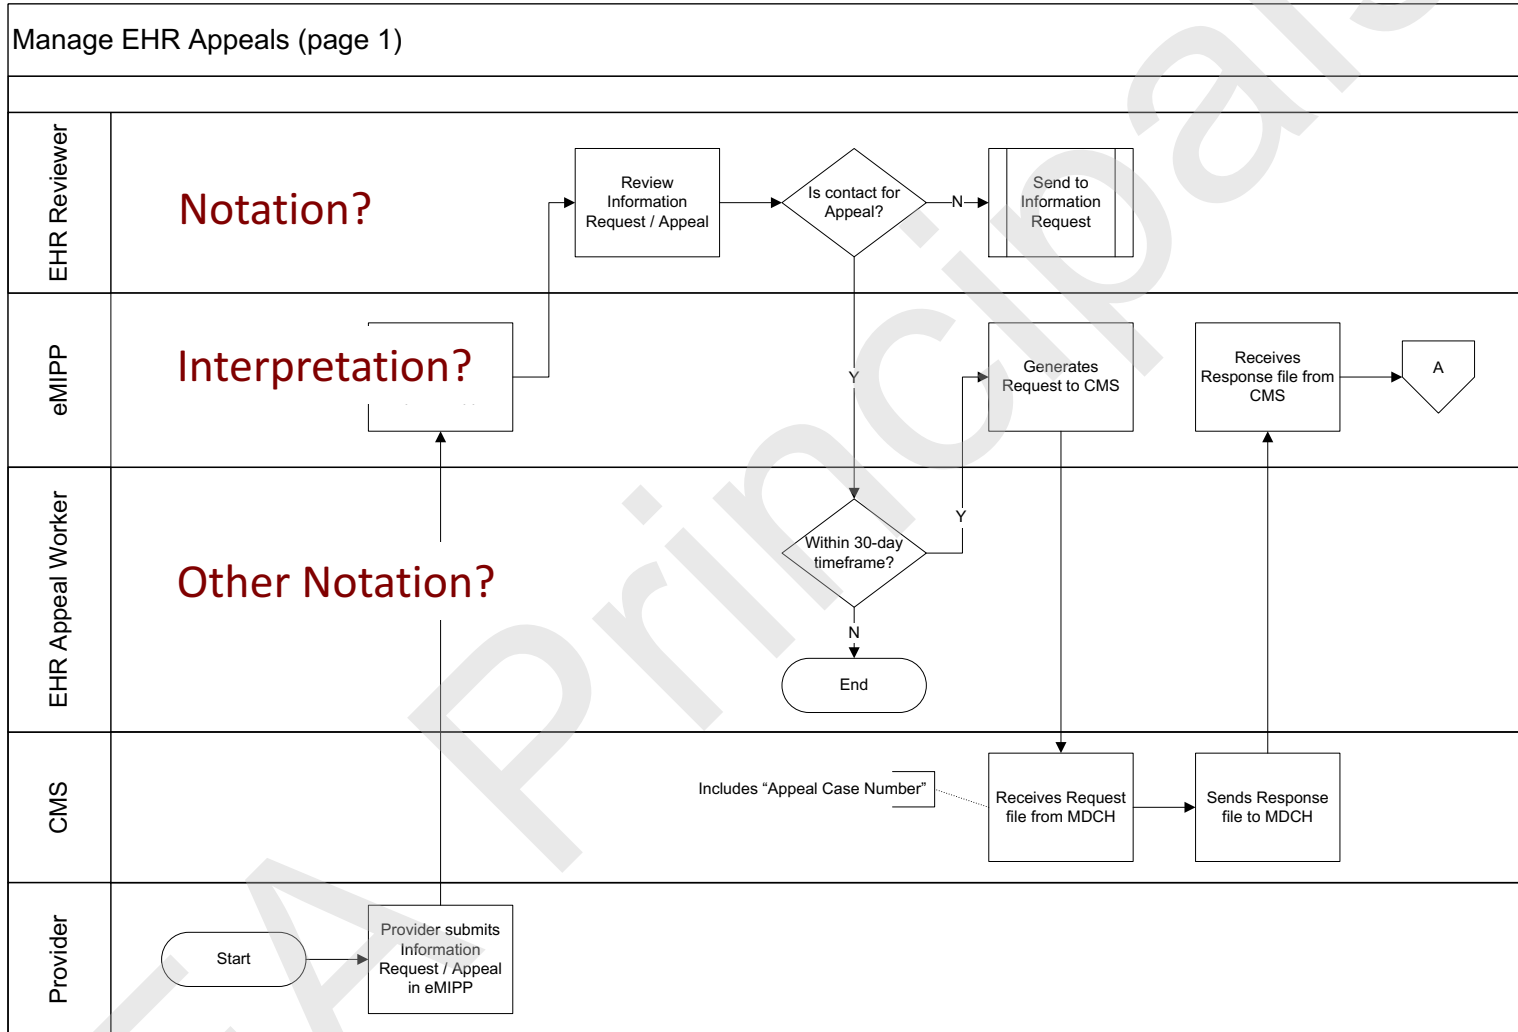 Manage EHR Appeals (page 1)
EHR Reviewer
Notation?
Review
Information
Request / Appeal
Is contact for
Appeal?
N
Send to
Information
Request
eMIPP
Interpretation?
Y
Generates
Request to CMS
Receives
Response file from
CMS
A
EHR Appeal Worker
Other Notation?
Within 30-day
timeframe?
Y
N
End
CMS
Includes “Appeal Case Number”
Receives Request
file from MDCH
Sends Response
file to MDCH
Provider
Start
Provider submits
Information
Request / Appeal
in eMIPP
EA Principals